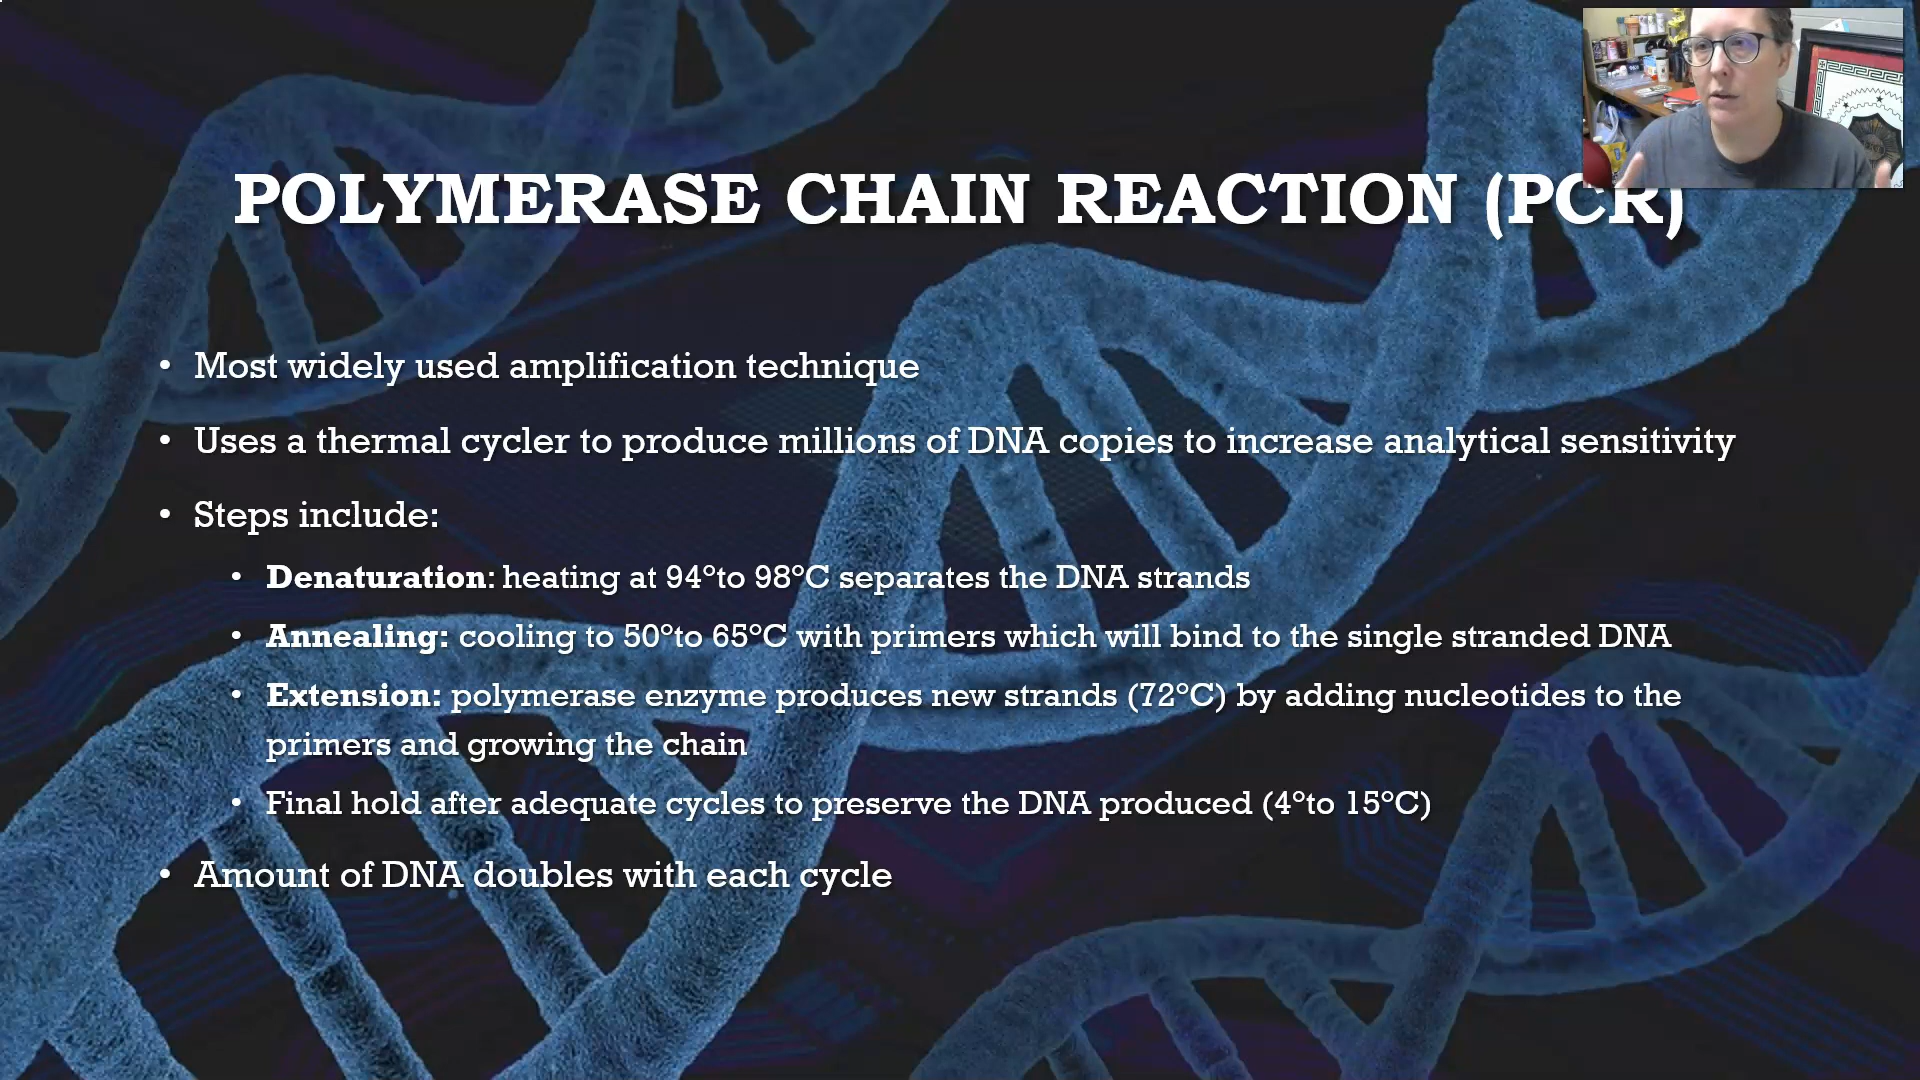 POLYMERASE CHAIN REACTION (PCR)
• Most widely used amplification technique
• Uses a thermal cycler to produce millions of DNA copies to increase analytical sensitivity
• Steps include:
• Denaturation: heating at 94°to 98°C separates the DNA strands
• Annealing: cooling to 50°to 65°C with primers which will bind to the single stranded DNA
• Extension: polymerase enzyme produces new strands (72°C) by adding nucleotides to the
primers and growing the chain
• Final hold after adequate cycles to preserve the DNA produced (4°to 15°C)
• Amount of DNA doubles with each cycle